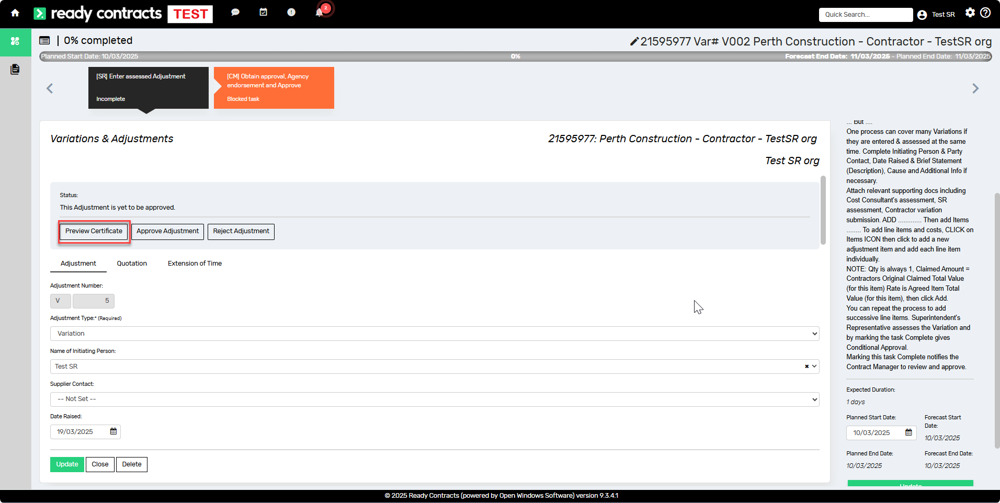 ready contracts TEST
2
Quick Search...
Test SR
0% completed
21595977 Var# V002 Perth Construction - Contractor - TestSR org
Planned Start Date: 10/03/2025
0%
Forecast End Date: 11/03/2025 - Planned End Date: 11/03/2025
[SR] Enter assessed Adjustment
Incomplete
[CM] Obtain approval, Agency
endorsement and Approve
Blocked task
Variations & Adjustments
21595977: Perth Construction - Contractor - TestSR org
Test SR org
Status:
This Adjustment is yet to be approved.
Preview Certificate
Approve Adjustment
Reject Adjustment
Adjustment
Quotation
Extension of Time
Adjustment Number:
V
5
Adjustment Type:* (Required)
Variation
Name of Initiating Person:
Test SR
Supplier Contact:
-- Not Set --
Date Raised:
19/03/2025
Update
Close
Delete
... But ....
One process can cover many Variations if
they are entered & assessed at the same
time. Complete Initiating Person & Party
Contact, Date Raised & Brief Statement
(Description), Cause and Additional Info if
necessary.
Attach relevant supporting docs including
Cost Consultant's assessment, SR
assessment, Contractor variation
submission. ADD ............. Then add Items
........ To add line items and costs, CLICK on
Items ICON then click to add a new
adjustment item and add each line item
individually.
NOTE: Qty is always 1, Claimed Amount =
Contractors Original Claimed Total Value
(for this item) Rate is Agreed Item Total
Value (for this item), then click Add.
You can repeat the process to add
successive line items. Superintendent's
Representative assesses the Variation and
by marking the task Complete gives
Conditional Approval.
Marking this task Complete notifies the
Contract Manager to review and approve.
Expected Duration:
1 days
Planned Start Date:
10/03/2025
Forecast Start
Date:
10/03/2025
Planned End Date:
10/03/2025
Forecast End Date:
10/03/2025
Update
© 2025 Ready Contracts (powered by Open Windows Software) version 9.3.4.1